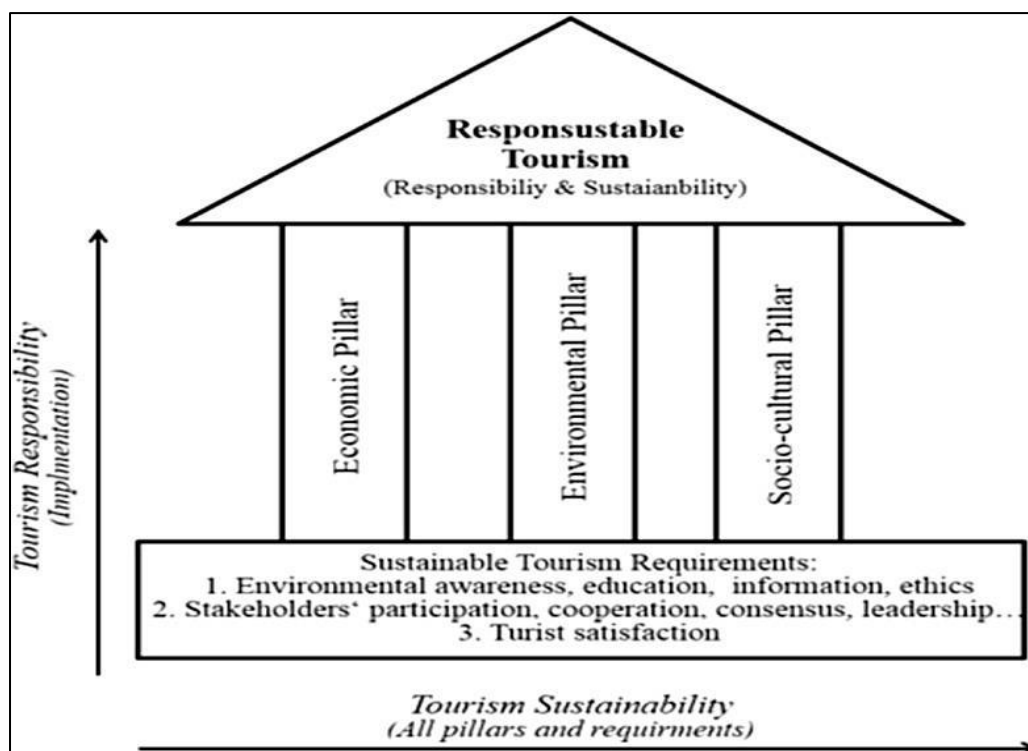 Responsustable
Tourism
(Responsibiliy & Sustaianbility)
Tourism Responsibility
(Implmentation)
Economic Pillar
Environmental Pillar
Socio-cultural Pillar
Sustainable Tourism Requirements:
1. Environmental awareness, education, information, ethics
2. Stakeholders‘ participation, cooperation, consensus, leadership…
3. Turist satisfaction
Tourism Sustainability
(All pillars and requirments)